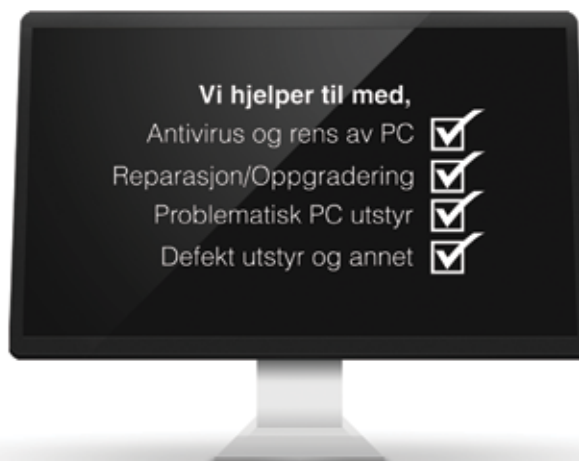 Vi hjelper til med,
Antivirus og rens av PC
Reparasjon/Oppgradering
Problematisk PC utstyr
Defekt utstyr og annet